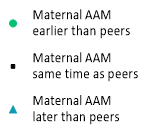 Maternal AAM
earlier than peers
Maternal AAM
same time as peers
Maternal AAM
later than peers